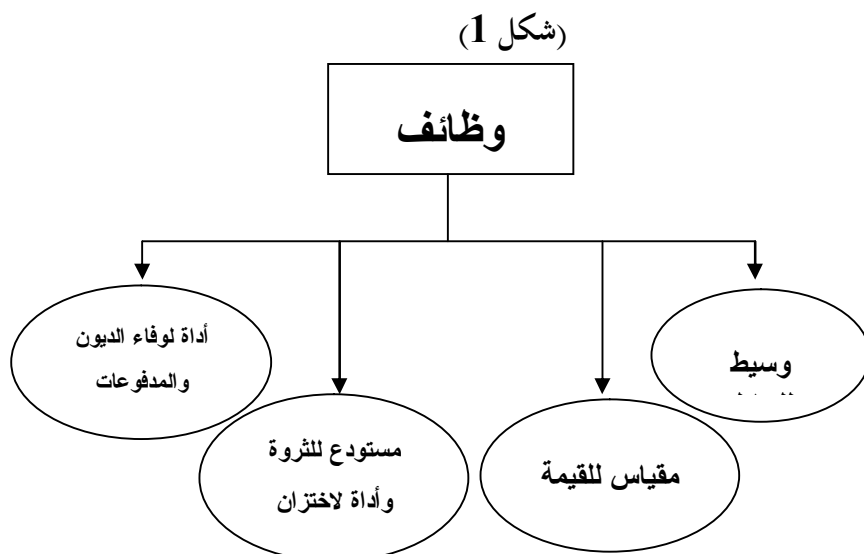 (شكل 1)
وظائف
وسيط
مقياس للقيمة
مستودع للثروة
وأداة لاختزان
أداة لوفاء الديون
والمدفوعات